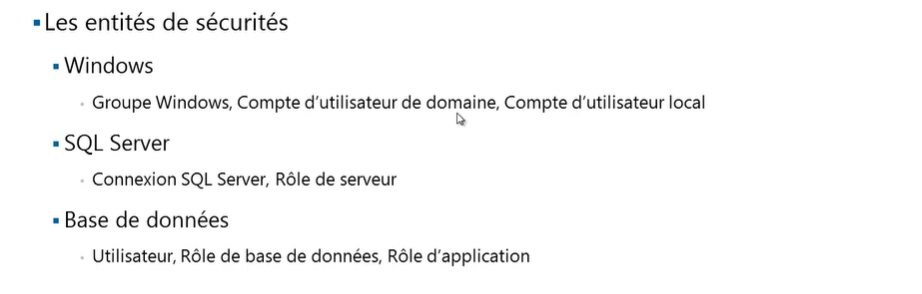 Les entités de sécurités
Windows
Groupe Windows, Compte d'utilisateur de domaine, Compte d'utilisateur local
SQL Server
Connexion SQL Server, Rôle de serveur
Base de données
Utilisateur, Rôle de base de données, Rôle d'application